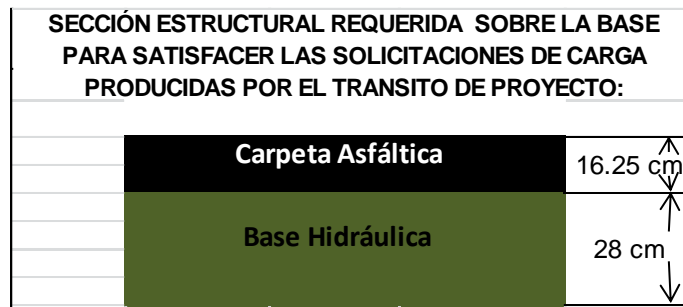 SECCIÓN ESTRUCTURAL REQUERIDA SOBRE LA BASE
PARA SATISFACER LAS SOLICITACIONES DE CARGA
PRODUCIDAS POR EL TRANSITO DE PROYECTO:
Carpeta Asfáltica
16.25 cm
Base Hidráulica
28 cm